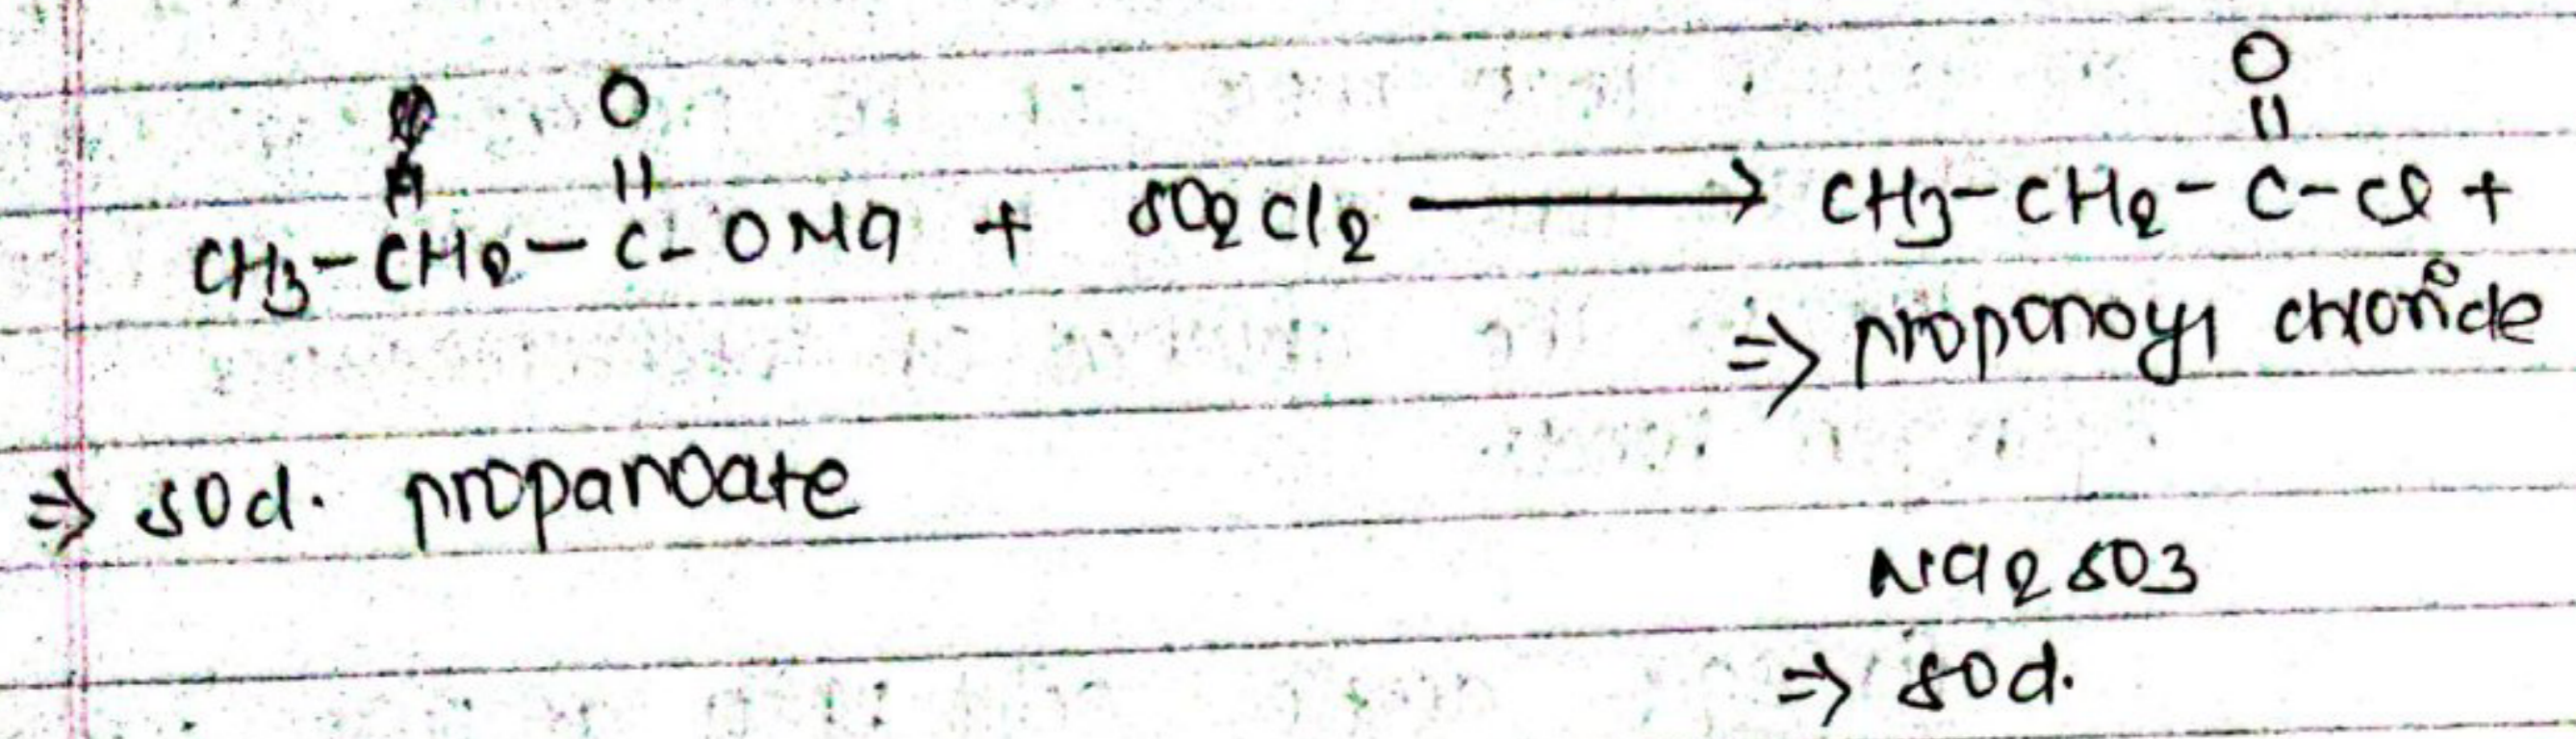 O O
|| ||
CH3-CH2-C-ONa + SO2Cl2 ⟶ CH3-CH2-C-Cl +
⇒ propanoyl chloride
⇒ sod. propanoate
Na2SO3
⇒ sod.